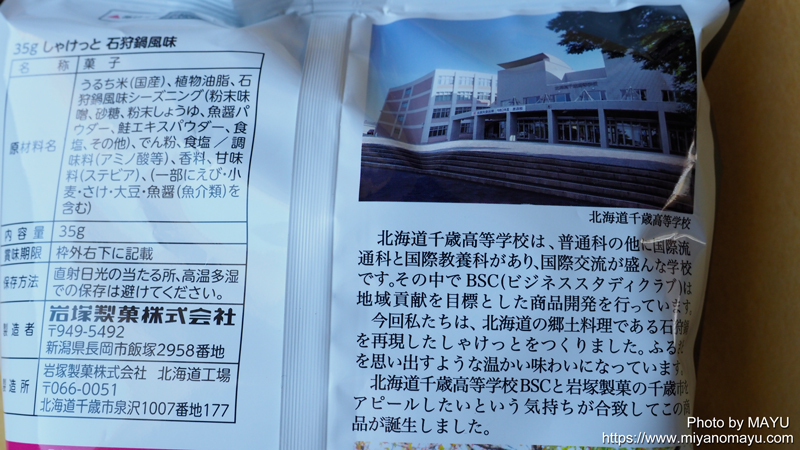 35g しゃけっと 石狩鍋風味
名称 菓子
原材料名 うるち米(国産)、植物油脂、石
狩鍋風味シーズニング(粉末味
噌、砂糖、粉末しょうゆ、魚醤パ
ウダー、鮭エキスパウダー、食
塩、その他)、でん粉、食塩／調
味料(アミノ酸等)、香料、甘味
料(ステビア)、(一部にえび・小
麦・さけ・大豆・魚醤(魚介類)を
含む)
内容量 35g
賞味期限 枠外右下に記載
保存方法 直射日光の当たる所、高温多湿
での保存は避けてください。
製造者 岩塚製菓株式会社
〒949-5492
新潟県長岡市飯塚2958番地
製造所 岩塚製菓株式会社 北海道工場
〒066-0051
北海道千歳市泉沢1007番地177
北海道千歳高等学校
北海道千歳高等学校は、普通科の他に国際流
通科と国際教養科があり、国際交流が盛んな学校
です。その中でBSC(ビジネススタディクラブ)は
地域貢献を目標とした商品開発を行っています。
今回私たちは、北海道の郷土料理である石狩
を再現したしゃけっとをつくりました。ふる
を思い出すような温かい味わいになっています。
北海道千歳高等学校BSCと岩塚製菓の千歳市を
アピールしたいという気持ちが合致してこの商
品が誕生しました。
Photo by MAYU
https://www.miyanomayu.com/